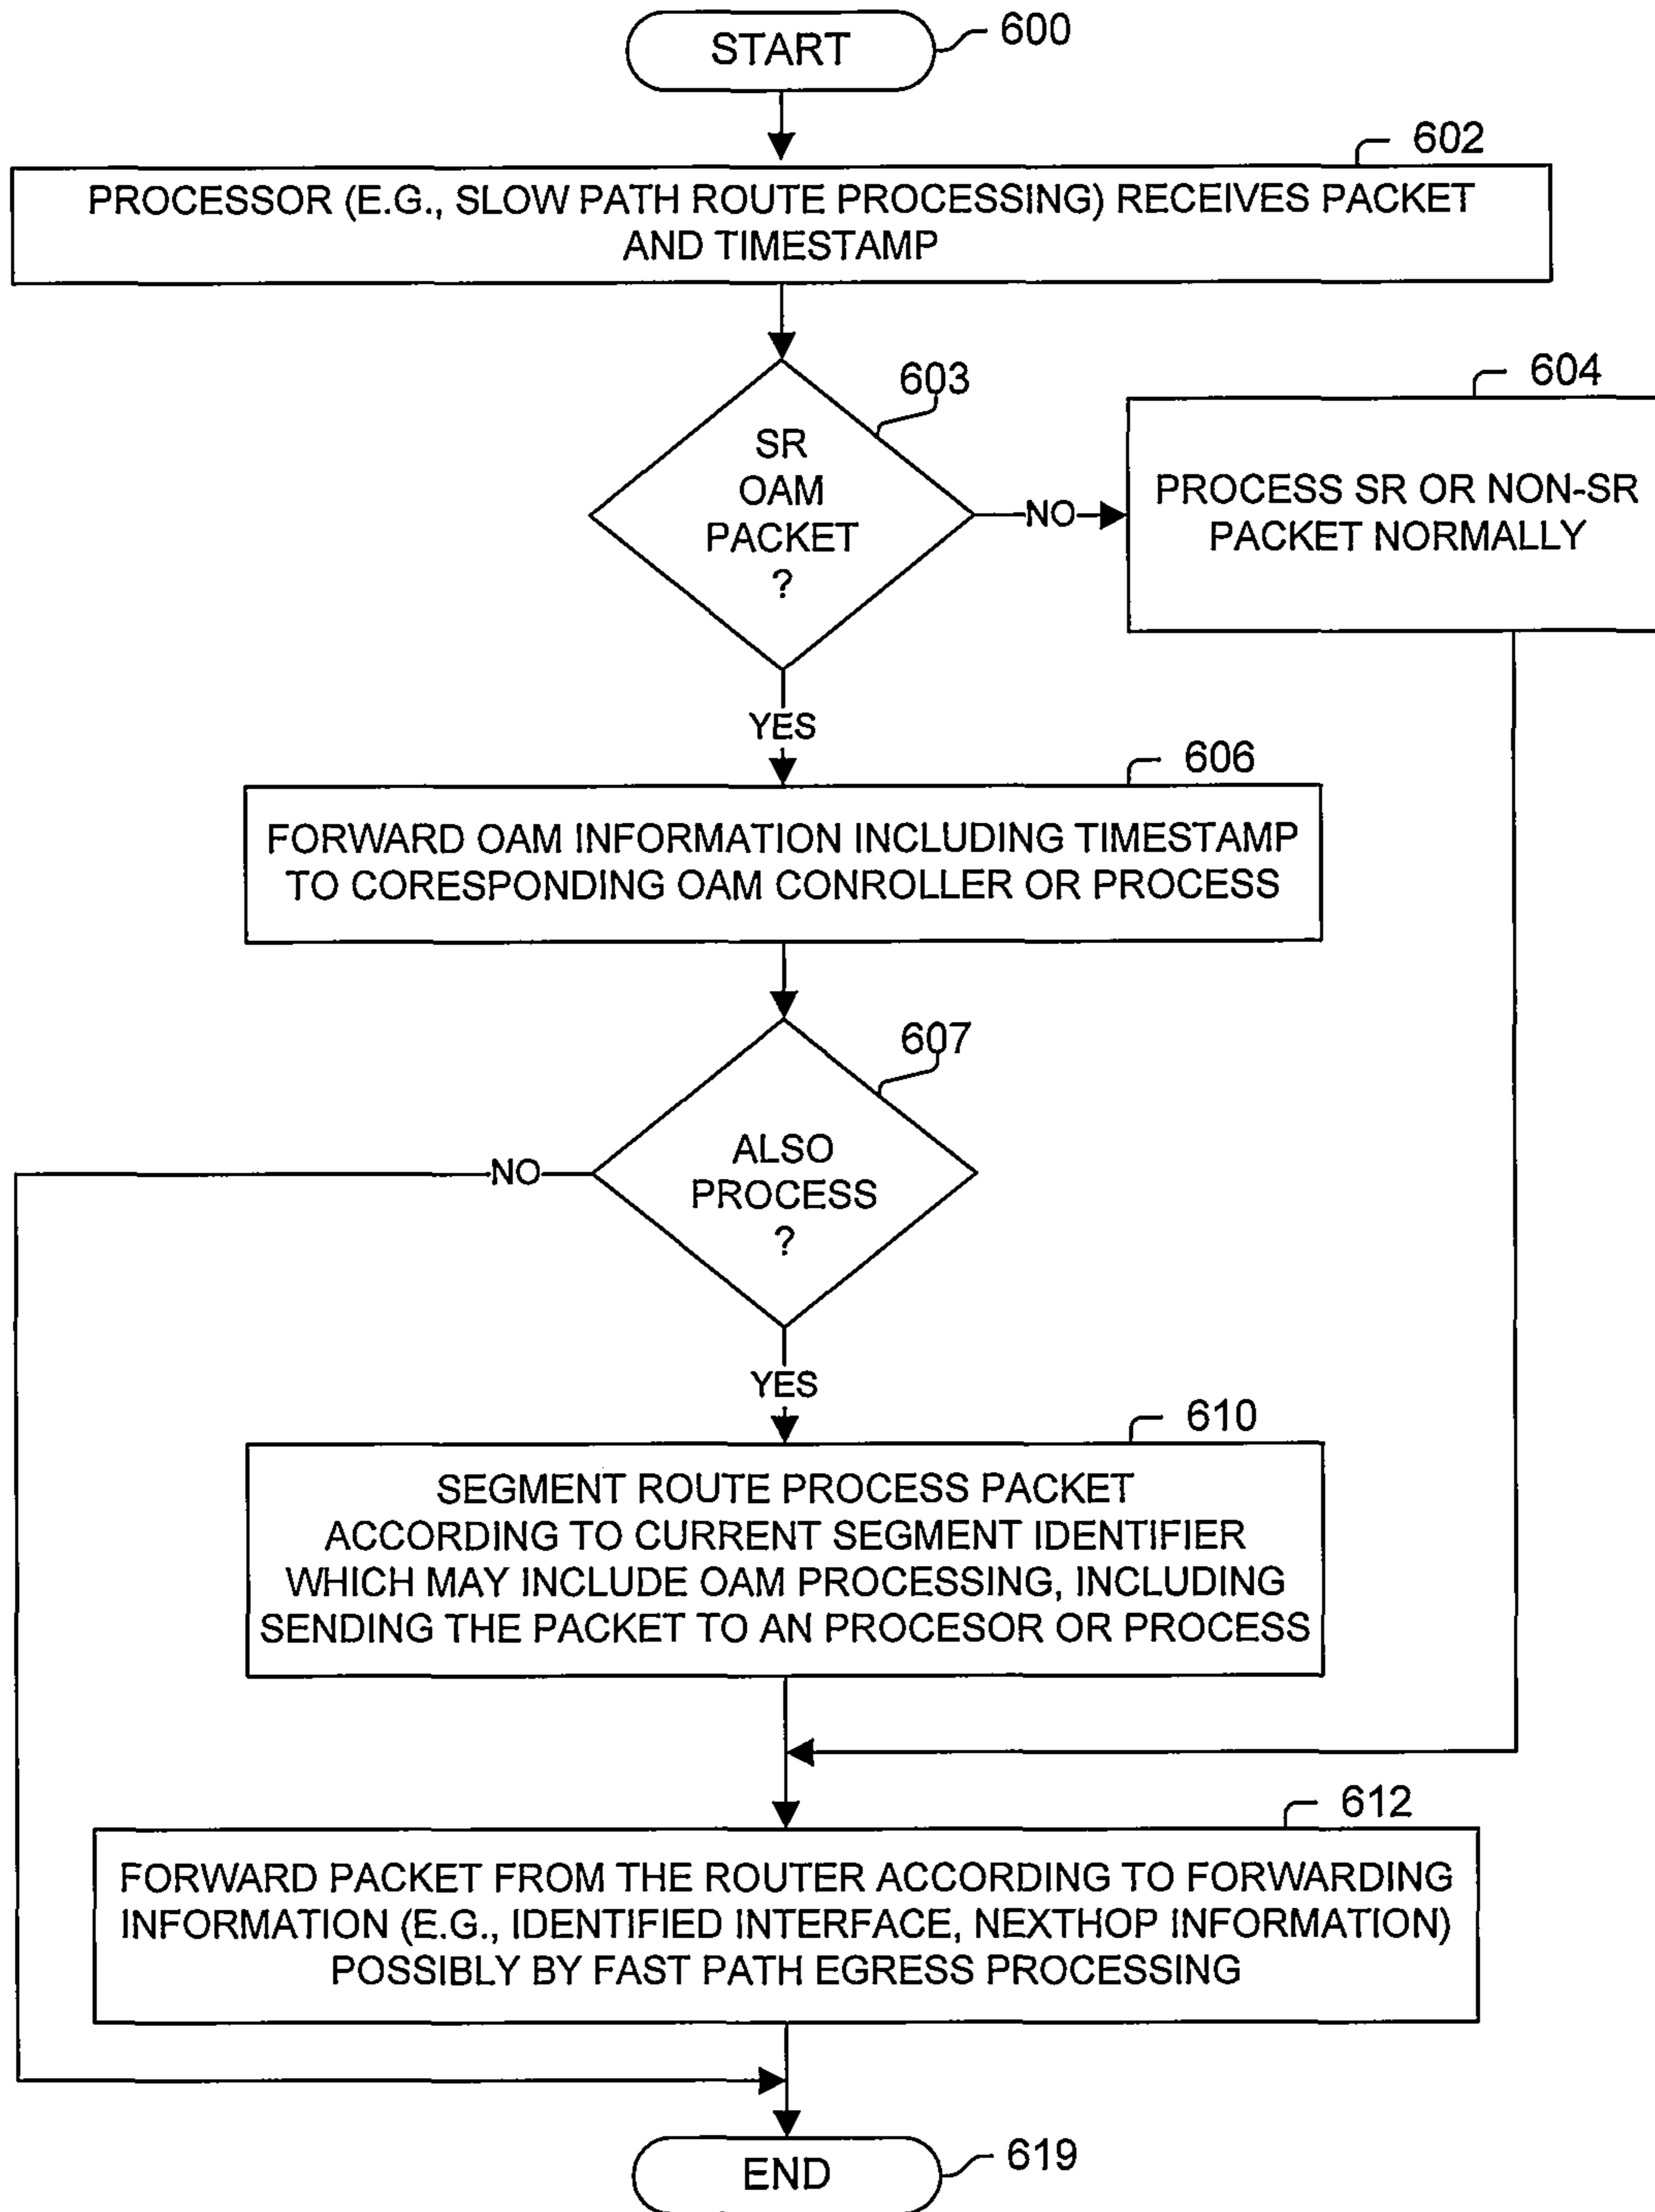 START
600
602
PROCESSOR (E.G., SLOW PATH ROUTE PROCESSING) RECEIVES PACKET
AND TIMESTAMP
603
SR
OAM
PACKET
?
NO
604
PROCESS SR OR NON-SR
PACKET NORMALLY
YES
606
FORWARD OAM INFORMATION INCLUDING TIMESTAMP
TO CORESPONDING OAM CONROLLER OR PROCESS
607
ALSO
PROCESS
?
NO
YES
610
SEGMENT ROUTE PROCESS PACKET
ACCORDING TO CURRENT SEGMENT IDENTIFIER
WHICH MAY INCLUDE OAM PROCESSING, INCLUDING
SENDING THE PACKET TO AN PROCESOR OR PROCESS
612
FORWARD PACKET FROM THE ROUTER ACCORDING TO FORWARDING
INFORMATION (E.G., IDENTIFIED INTERFACE, NEXTHOP INFORMATION)
POSSIBLY BY FAST PATH EGRESS PROCESSING
END
619